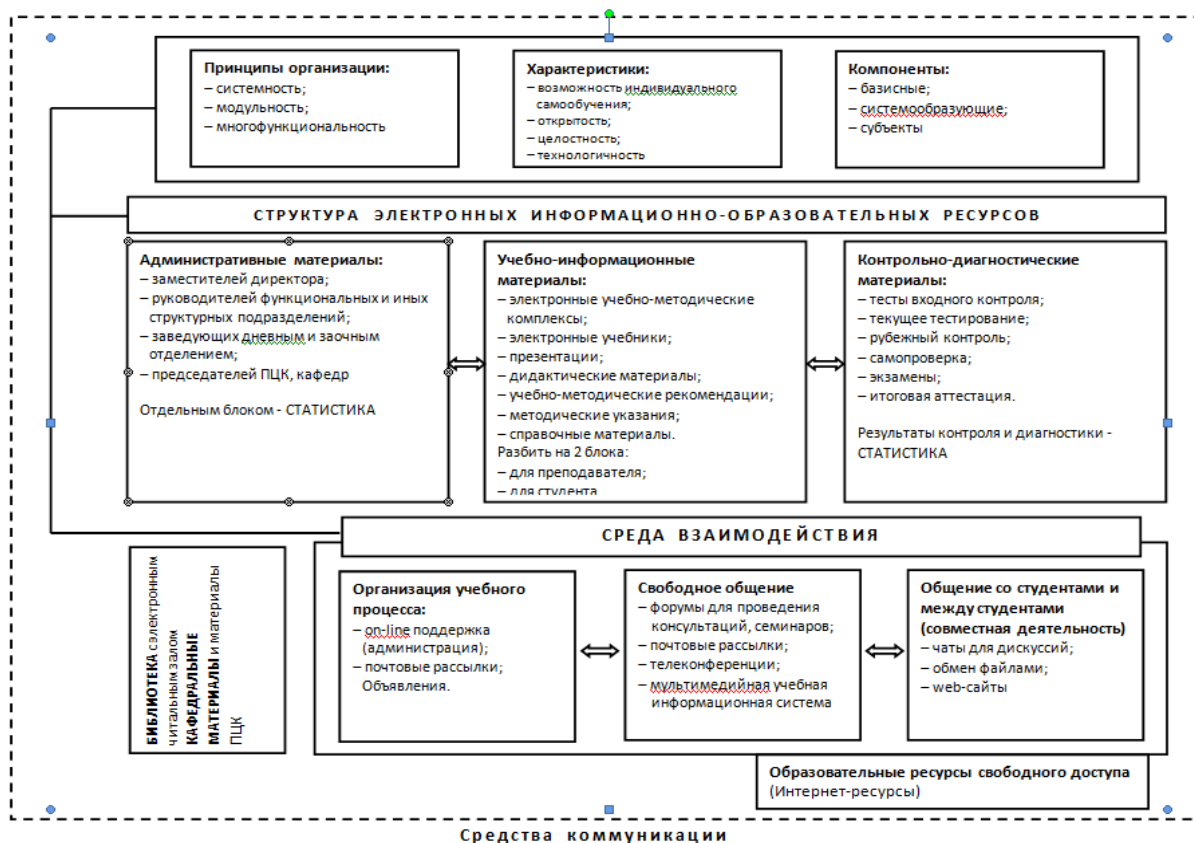 Принципы организации:
– системность;
– модульность;
– многофункциональность
Характеристики:
– возможность индивидуального
самообучения;
– открытость;
– целостность;
– технологичность
Компоненты:
– базисные;
– системообразующие;
– субъекты
СТРУКТУРА ЭЛЕКТРОННЫХ ИНФОРМАЦИОННО-ОБРАЗОВАТЕЛЬНЫХ РЕСУРСОВ
Административные материалы:
– заместителей директора;
– руководителей функциональных и иных
структурных подразделений;
– заведующих дневным и заочным
отделением;
– председателей ПЦК, кафедр
Отдельным блоком - СТАТИСТИКА
Учебно-информационные
материалы:
– электронные учебно-методические
комплексы;
– электронные учебники;
– презентации;
– дидактические материалы;
– учебно-методические рекомендации;
– методические указания;
– справочные материалы.
Разбить на 2 блока:
– для преподавателя;
– для студента
Контрольно-диагностические
материалы:
– тесты входного контроля;
– текущее тестирование;
– рубежный контроль;
– самопроверка;
– экзамены;
– итоговая аттестация.
Результаты контроля и диагностики -
СТАТИСТИКА
СРЕДА ВЗАИМОДЕЙСТВИЯ
БИБЛИОТЕКА с электронным
читальным залом
КАФЕДРАЛЬНЫЕ
МАТЕРИАЛЫ и материалы
ПЦК
Организация учебного
процесса:
– on-line поддержка
(администрация);
– почтовые рассылки;
Объявления.
Свободное общение
– форумы для проведения
консультаций, семинаров;
– почтовые рассылки;
– телеконференции;
– мультимедийная учебная
информационная система
Общение со студентами и
между студентами
(совместная деятельность)
– чаты для дискуссий;
– обмен файлами;
– web-сайты
Образовательные ресурсы свободного доступа
(Интернет-ресурсы)
Средства коммуникации